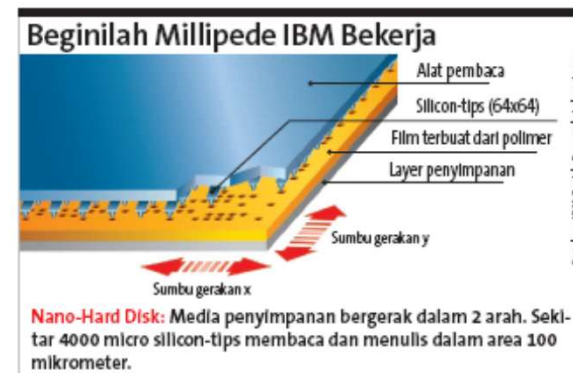 Beginilah Millipede IBM Bekerja
Alat pembaca
Silicon-tips (64x64)
Film terbuat dari polimer
Layer penyimpanan
Sumbu gerakan y
Sumbu gerakan x
Nano-Hard Disk: Media penyimpanan bergerak dalam 2 arah. Seki-
tar 4000 micro silicon-tips membaca dan menulis dalam area 100
mikrometer.